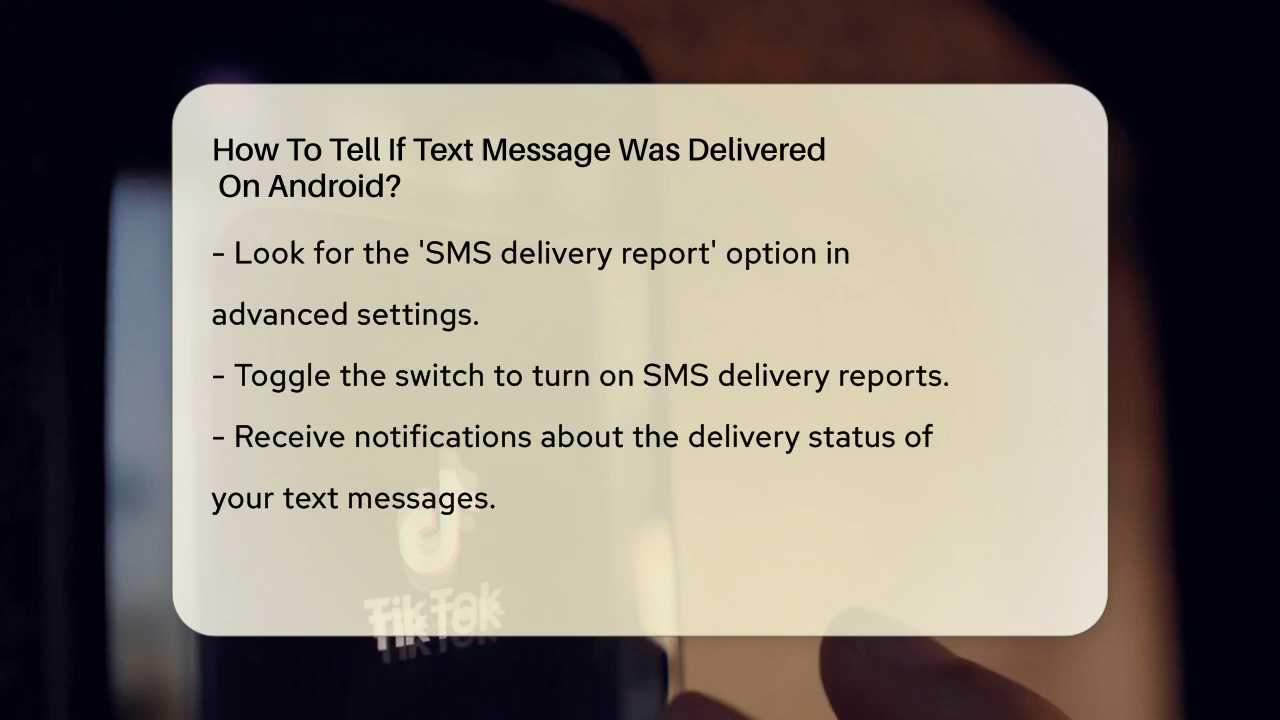 How To Tell If Text Message Was Delivered
On Android?
- Look for the 'SMS delivery report' option in
advanced settings.
- Toggle the switch to turn on SMS delivery reports.
- Receive notifications about the delivery status of
your text messages.
TikTok